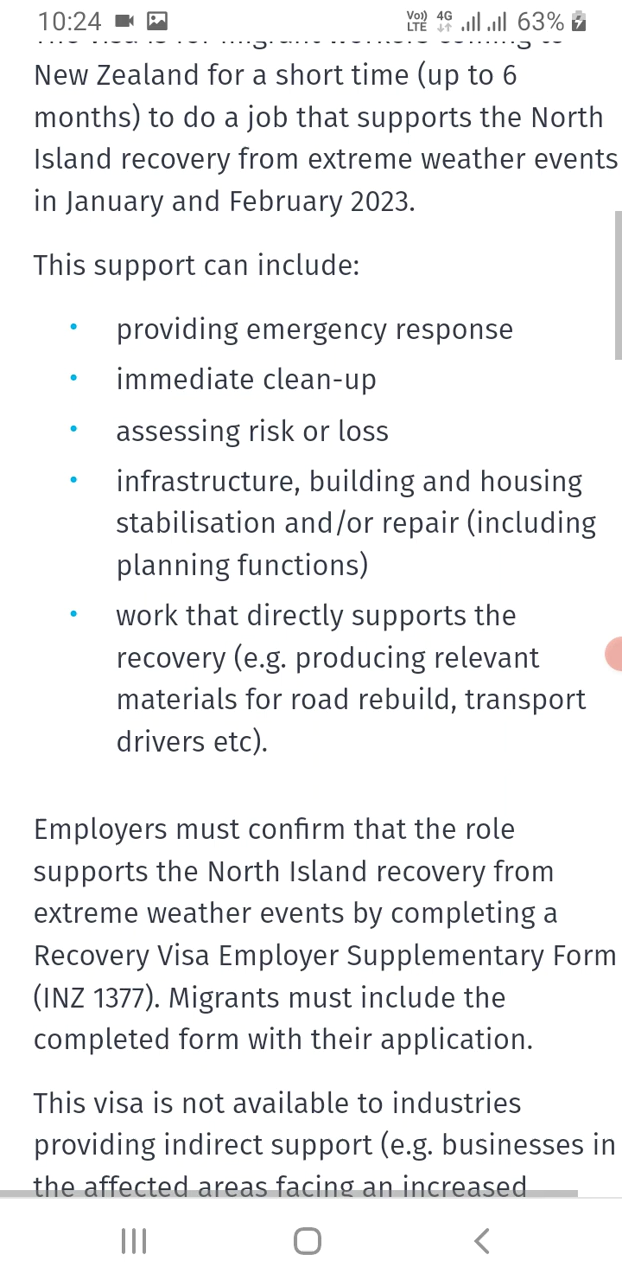 10:24 Vo) LTE 4G 63%
New Zealand for a short time (up to 6
months) to do a job that supports the North
Island recovery from extreme weather events
in January and February 2023.
This support can include:
• providing emergency response
• immediate clean-up
• assessing risk or loss
• infrastructure, building and housing
stabilisation and/or repair (including
planning functions)
• work that directly supports the
recovery (e.g. producing relevant
materials for road rebuild, transport
drivers etc).
Employers must confirm that the role
supports the North Island recovery from
extreme weather events by completing a
Recovery Visa Employer Supplementary Form
(INZ 1377). Migrants must include the
completed form with their application.
This visa is not available to industries
providing indirect support (e.g. businesses in
the affected areas facing an increased